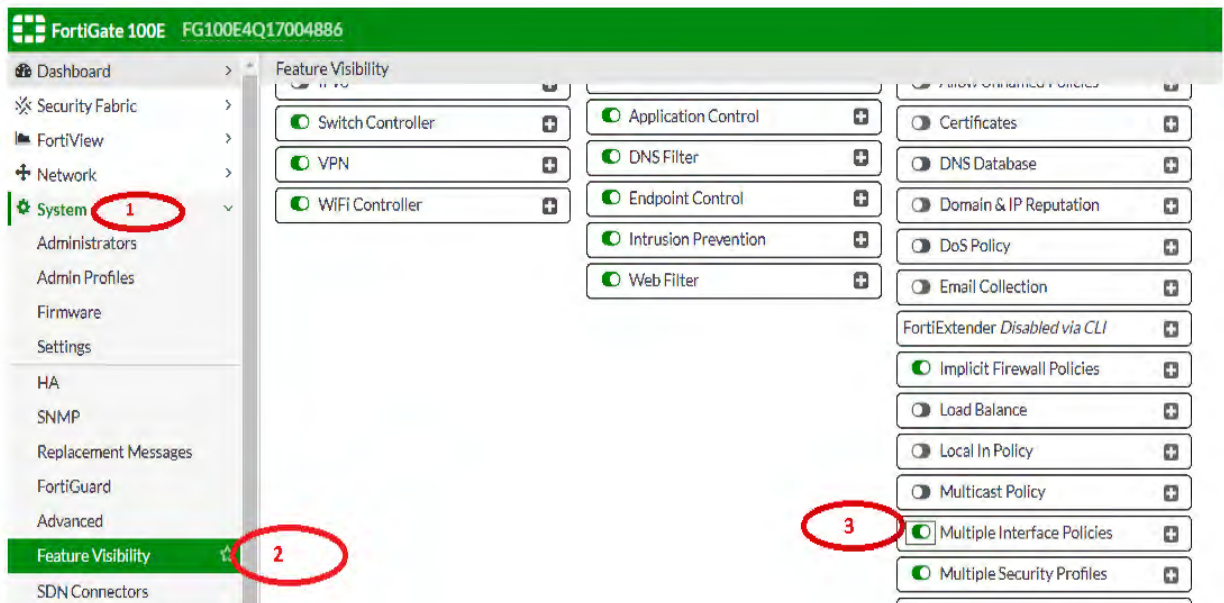 FortiGate 100E FG100E4Q17004886
Dashboard
Security Fabric
FortiView
Network
System 1
Administrators
Admin Profiles
Firmware
Settings
HA
SNMP
Replacement Messages
FortiGuard
Advanced
Feature Visibility 2
SDN Connectors
Feature Visibility
Switch Controller
VPN
WiFi Controller
Application Control
DNS Filter
Endpoint Control
Intrusion Prevention
Web Filter
Allow Unnamed Policies
Certificates
DNS Database
Domain & IP Reputation
DoS Policy
Email Collection
FortiExtender Disabled via CLI
Implicit Firewall Policies
Load Balance
Local In Policy
Multicast Policy
3 Multiple Interface Policies
Multiple Security Profiles